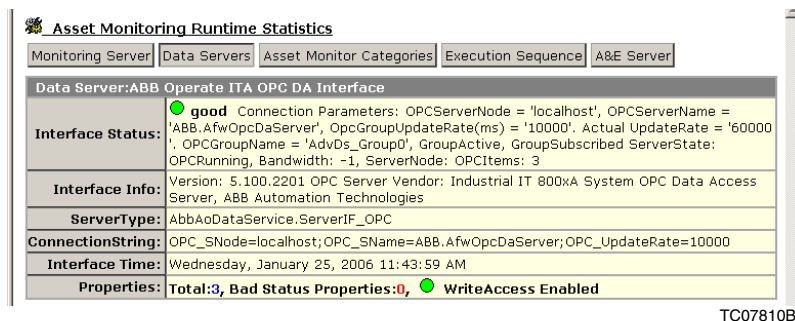 Asset Monitoring Runtime Statistics
Monitoring Server Data Servers Asset Monitor Categories Execution Sequence A&E Server
Data Server:ABB Operate ITA OPC DA Interface
Interface Status: good Connection Parameters: OPCServerNode = 'localhost', OPCServerName =
'ABB.AfwOpcDaServer', OpcGroupUpdateRate(ms) = '10000'. Actual UpdateRate = '60000
'. OPCGroupName = 'AdvDs_Group0', GroupActive, GroupSubscribed ServerState:
OPCRunning, Bandwidth: -1, ServerNode: OPCItems: 3
Interface Info: Version: 5.100.2201 OPC Server Vendor: Industrial IT 800xA System OPC Data Access
Server, ABB Automation Technologies
ServerType: AbbAoDataService.ServerIF_OPC
ConnectionString: OPC_SNode=localhost;OPC_SName=ABB.AfwOpcDaServer;OPC_UpdateRate=10000
Interface Time: Wednesday, January 25, 2006 11:43:59 AM
Properties: Total:3, Bad Status Properties:0, WriteAccess Enabled
TC07810B